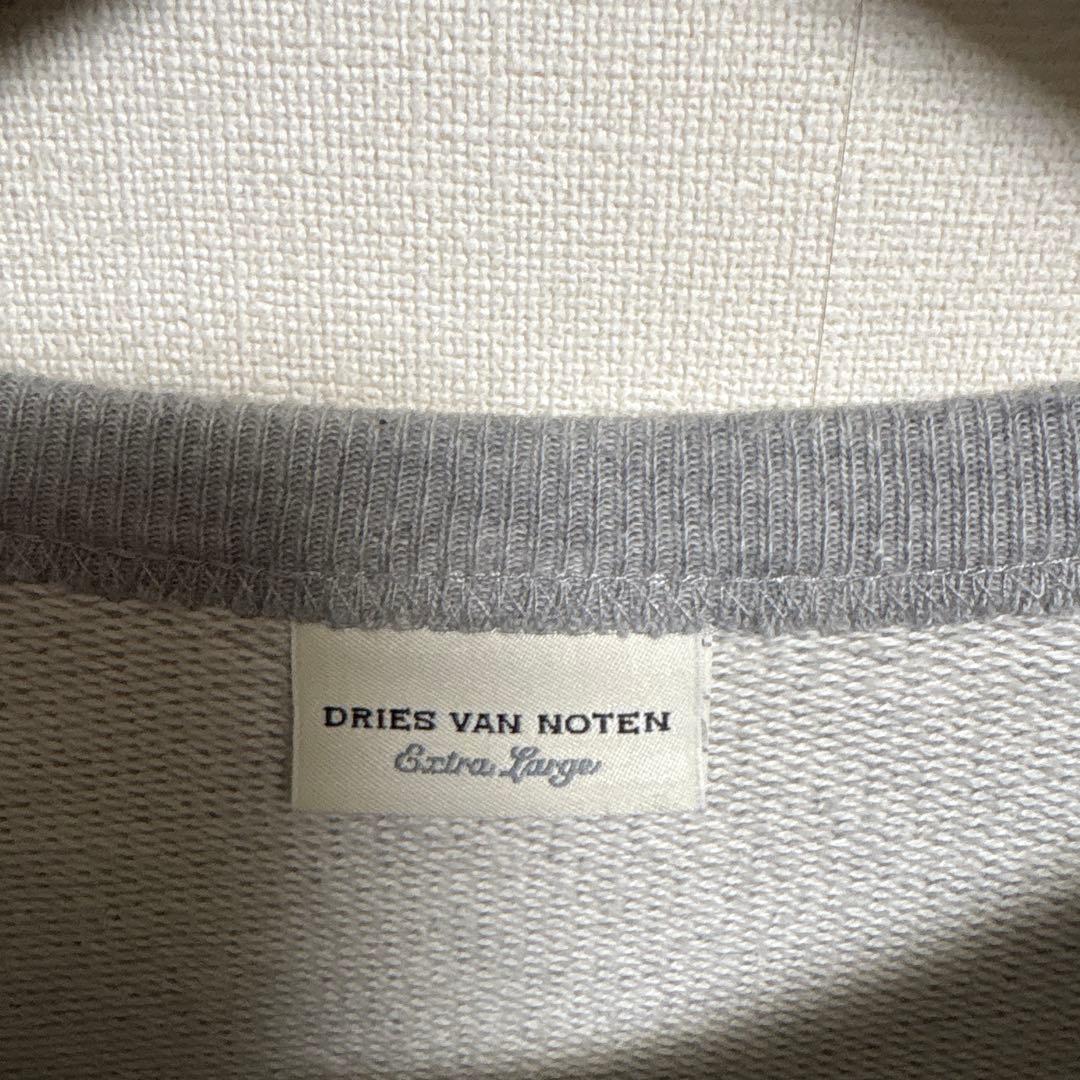 DRIES VAN NOTEN
Extra Large